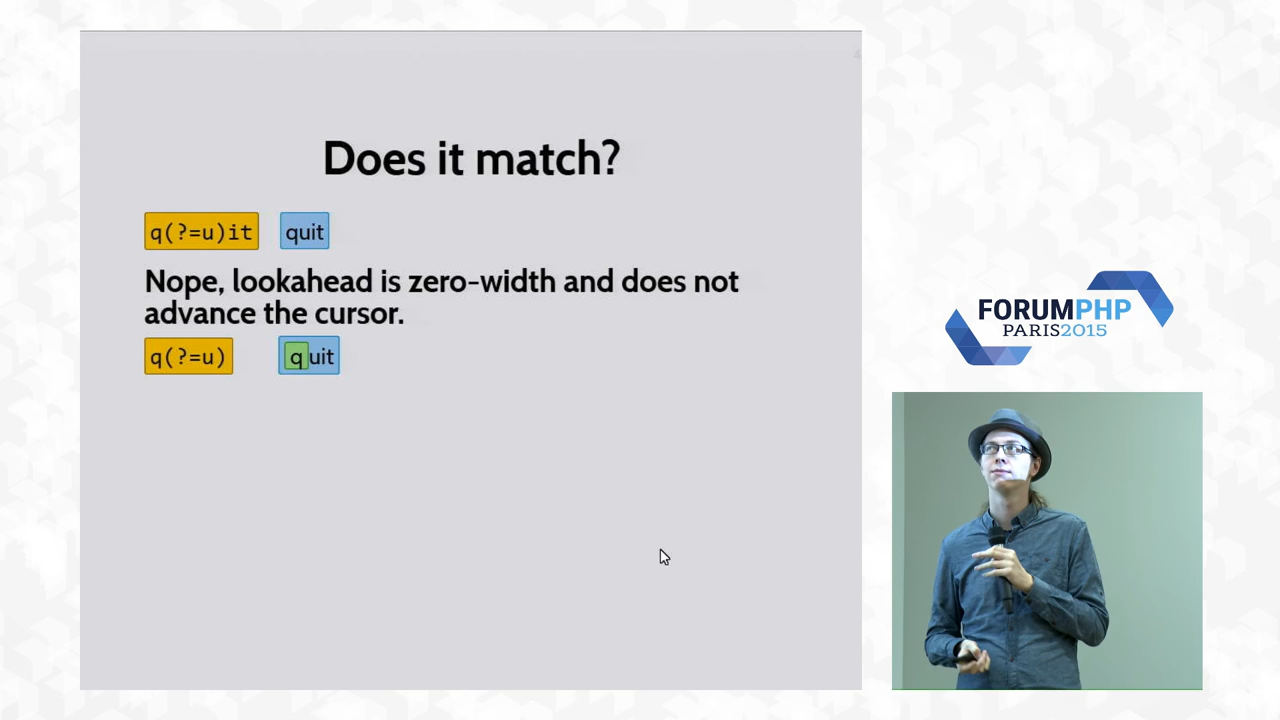 Does it match?
q(?=u)it quit
Nope, lookahead is zero-width and does not
advance the cursor.
q(?=u) quit
FORUMPHP
PARIS2015